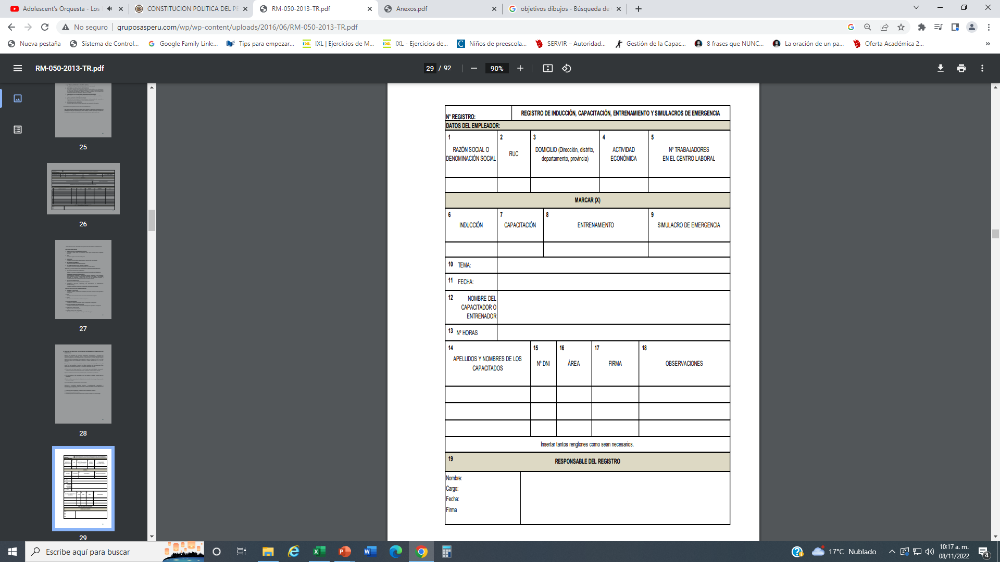 Adolescent's Orquesta - Los
CONSTITUCION POLITICA DEL PE
RM-050-2013-TR.pdf
Anexos.pdf
objetivos dibujos - Búsqueda de
No seguro
gruposasperu.com/wp/wp-content/uploads/2016/06/RM-050-2013-TR.pdf
Nueva pestaña
Sistema de Control...
Google Family Link:...
Tips para empezar...
IXL | Ejercicios de M...
IXL - Ejercicios de...
Niños de preescola...
SERVIR – Autoridad...
Gestión de la Capac...
8 frases que NUNC...
La oración de un pa...
Oferta Académica 2...
RM-050-2013-TR.pdf
29 / 92
90%
25
26
27
28
29
N° REGISTRO:
REGISTRO DE INDUCCIÓN, CAPACITACIÓN, ENTRENAMIENTO Y SIMULACROS DE EMERGENCIA
DATOS DEL EMPLEADOR:
1
RAZÓN SOCIAL O
DENOMINACIÓN SOCIAL
2
RUC
3
DOMICILIO (Dirección, distrito,
departamento, provincia)
4
ACTIVIDAD
ECONÓMICA
5
Nº TRABAJADORES
EN EL CENTRO LABORAL
MARCAR (X)
6
INDUCCIÓN
7
CAPACITACIÓN
8
ENTRENAMIENTO
9
SIMULACRO DE EMERGENCIA
10 TEMA:
11 FECHA:
12 NOMBRE DEL
CAPACITADOR O
ENTRENADOR
13 Nº HORAS
14
APELLIDOS Y NOMBRES DE LOS
CAPACITADOS
15
Nº DNI
16
ÁREA
17
FIRMA
18
OBSERVACIONES
Insertar tantos renglones como sean necesarios.
19
RESPONSABLE DEL REGISTRO
Nombre:
Cargo:
Fecha:
Firma
Escribe aquí para buscar
17°C Nublado
10:17 a. m.
08/11/2022
4